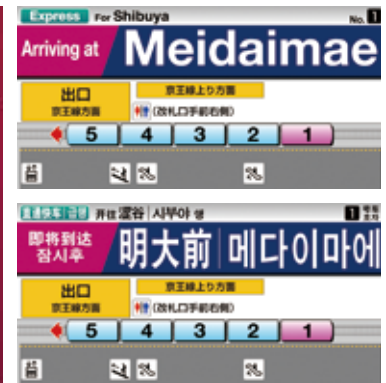 Express For Shibuya No. 1
Arriving at Meidaimae
出口 京王線上り方面
京王線方面 (改札口手前右側)
5 4 3 2 1
开往 涩谷 시부야 행 1
即将到达
잠시후
明大前 메다이마에
出口 京王線上り方面
京王線方面 (改札口手前右側)
5 4 3 2 1